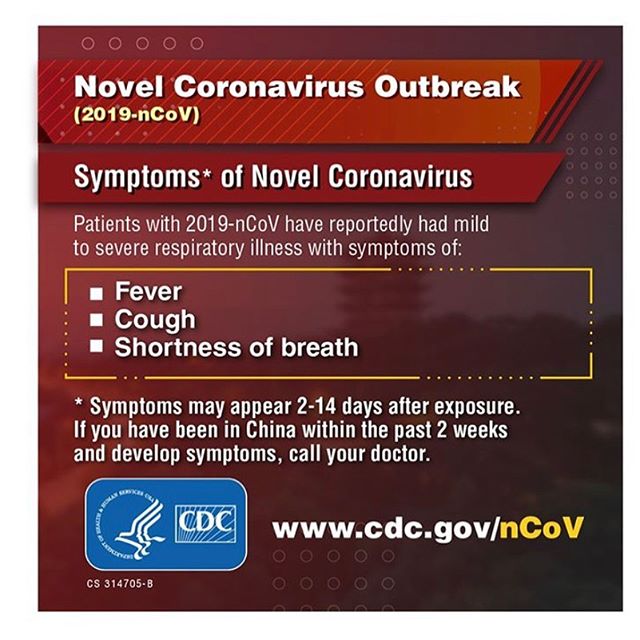 Novel Coronavirus Outbreak
(2019-nCoV)
Symptoms* of Novel Coronavirus
Patients with 2019-nCoV have reportedly had mild
to severe respiratory illness with symptoms of:
Fever
Cough
Shortness of breath
* Symptoms may appear 2-14 days after exposure.
If you have been in China within the past 2 weeks
and develop symptoms, call your doctor.
DEPARTMENT OF HEALTH & HUMAN SERVICES USA
CDC
www.cdc.gov/nCoV
CS 314705-B